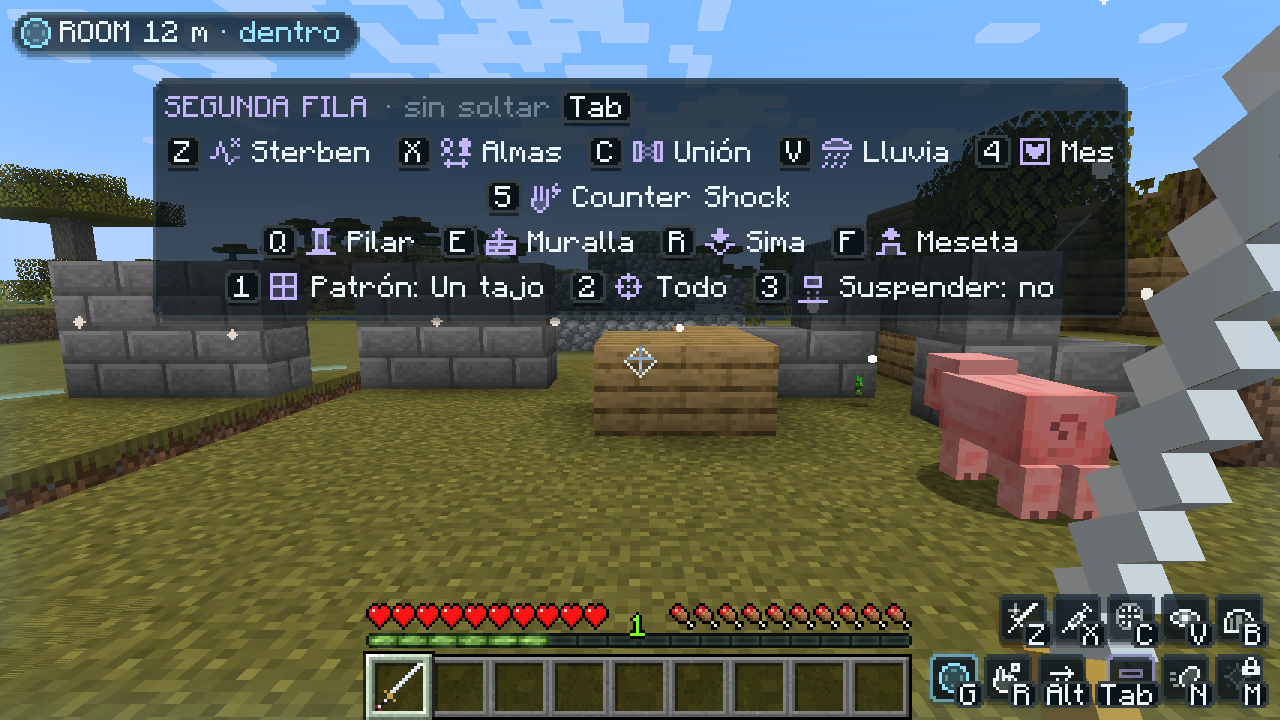 ROOM 12 m · dentro
SEGUNDA FILA · sin soltar Tab
Z Sterben X Almas C Unión V Lluvia 4 Mes
5 Counter Shock
Q Pilar E Muralla R Sima F Meseta
1 Patrón: Un tajo 2 Todo 3 Suspender: no
1
Z X C V B
G R Alt Tab N M